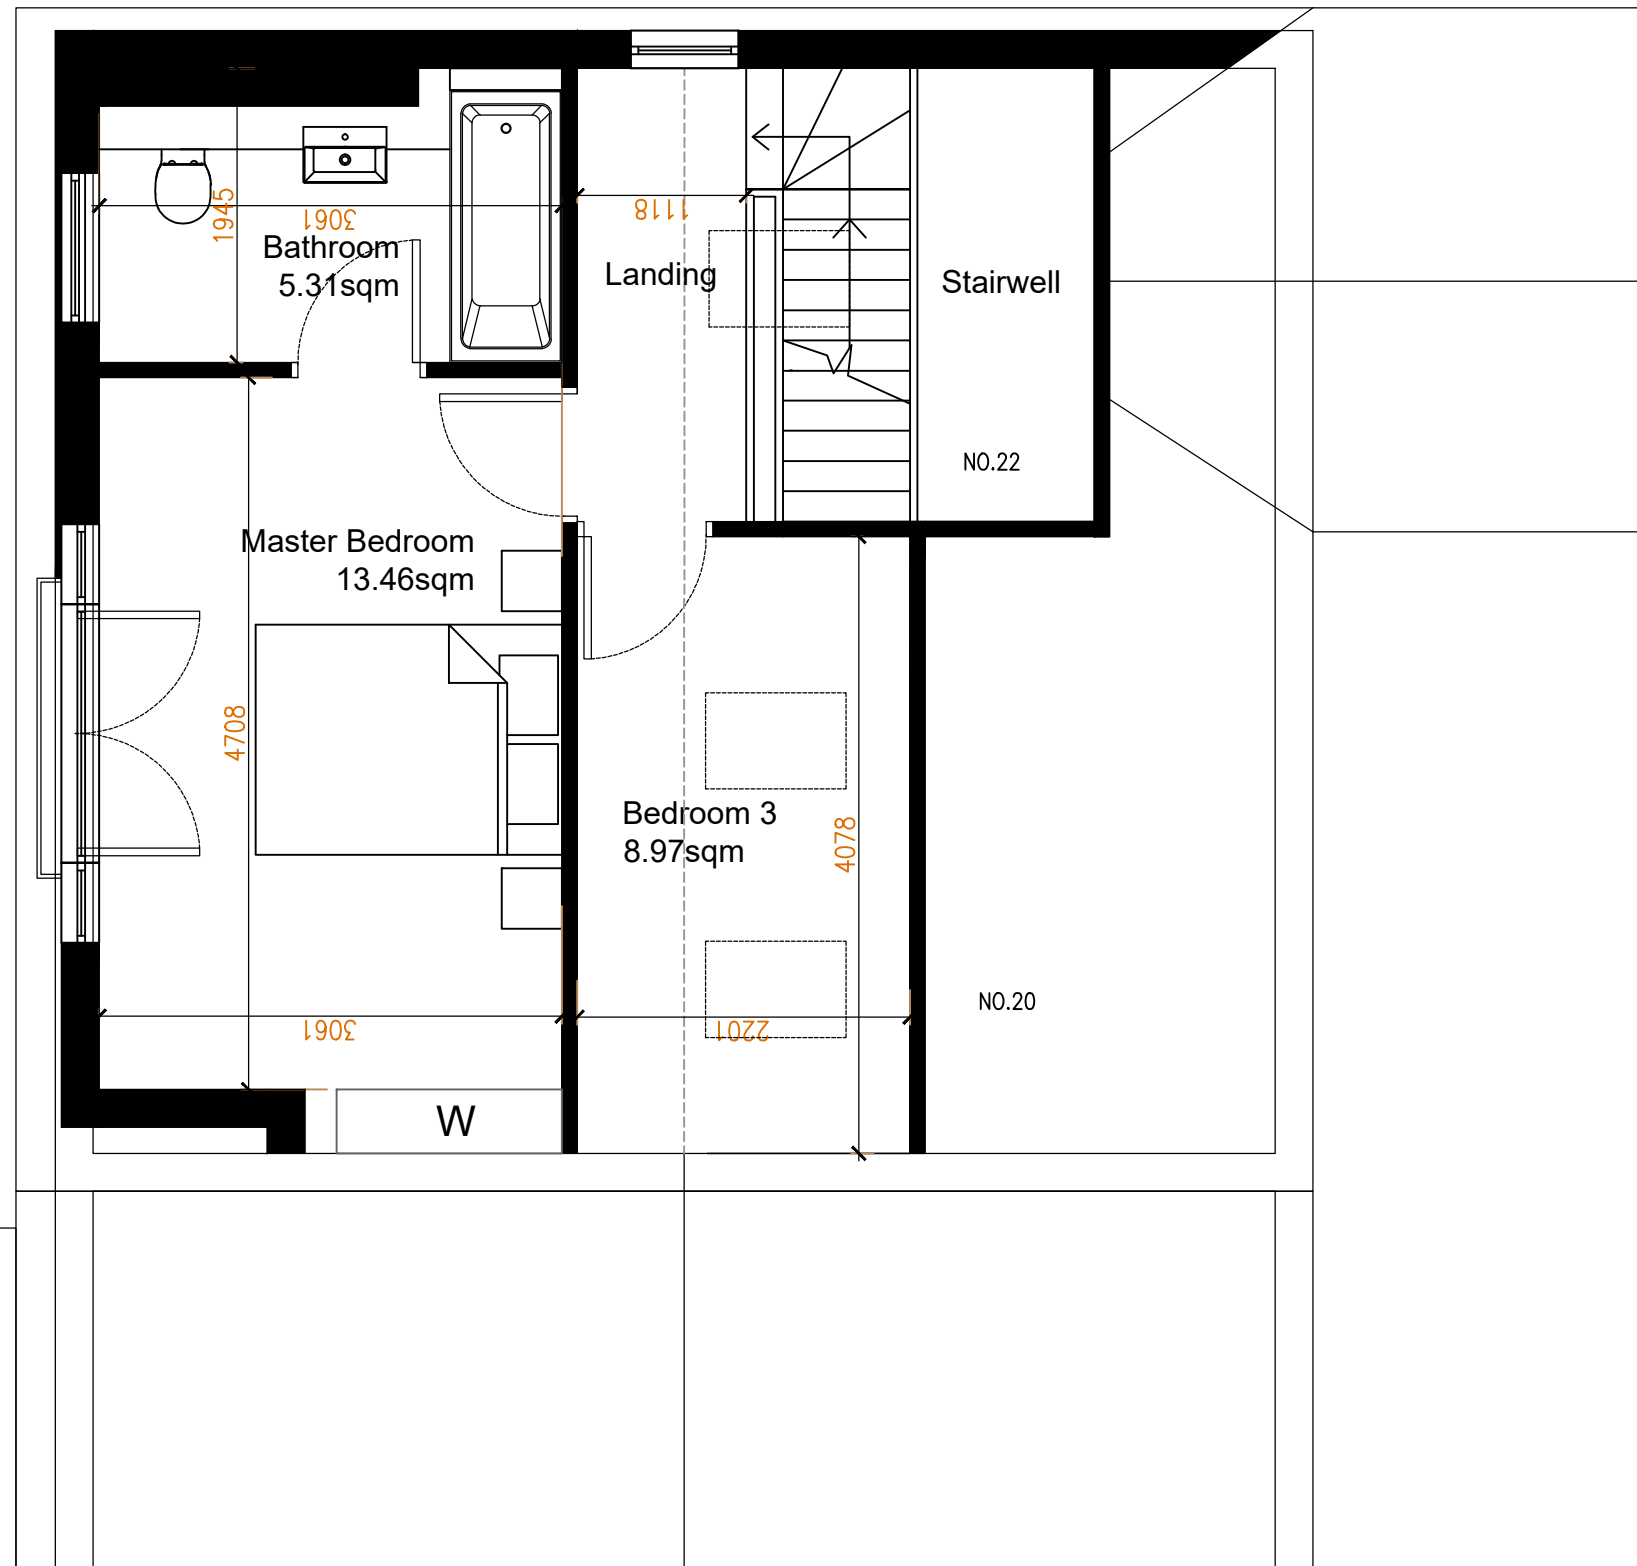 1945
3061
Bathroom
5.31sqm
1118
Landing
Stairwell
NO.22
Master Bedroom
13.46sqm
4708
Bedroom 3
8.97sqm
4078
NO.20
3061
2201
W